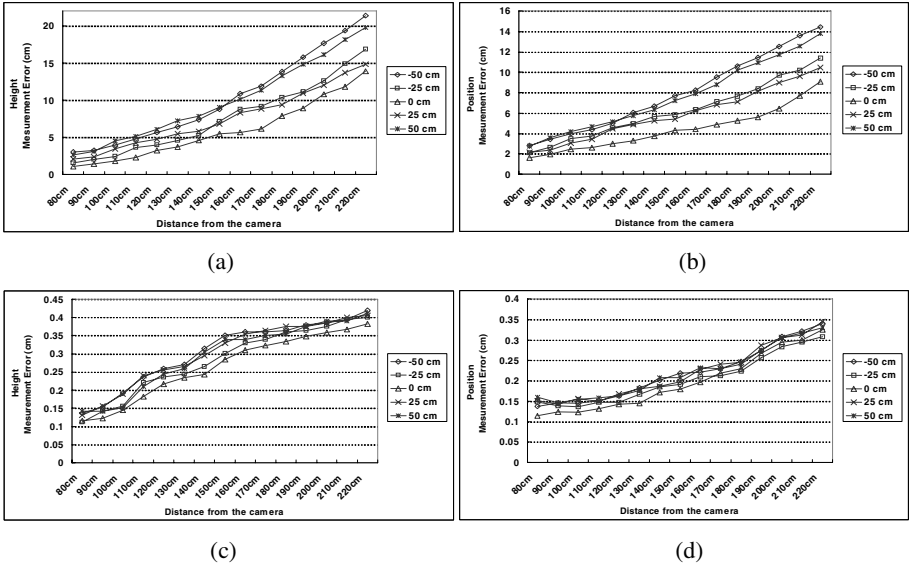 20
15
10
5
0
Height
Mesurement Error (cm)
80cm
90cm
100cm
110cm
120cm
130cm
140cm
150cm
160cm
170cm
180cm
190cm
200cm
210cm
220cm
Distance from the camera
-50 cm
-25 cm
0 cm
25 cm
50 cm
(a)
16
14
12
10
8
6
4
2
0
Position
Mesurement Error (cm)
80cm
90cm
100cm
110cm
120cm
130cm
140cm
150cm
160cm
170cm
180cm
190cm
200cm
210cm
220cm
Distance from the camera
-50 cm
-25 cm
0 cm
25 cm
50 cm
(b)
0.45
0.4
0.35
0.3
0.25
0.2
0.15
0.1
0.05
0
Height
Mesurement Error (cm)
80cm
90cm
100cm
110cm
120cm
130cm
140cm
150cm
160cm
170cm
180cm
190cm
200cm
210cm
220cm
Distance from the camera
-50 cm
-25 cm
0 cm
25 cm
50 cm
(c)
0.4
0.35
0.3
0.25
0.2
0.15
0.1
0.05
0
Position
Mesurement Error (cm)
80cm
90cm
100cm
110cm
120cm
130cm
140cm
150cm
160cm
170cm
180cm
190cm
200cm
210cm
220cm
Distance from the camera
-50 cm
-25 cm
0 cm
25 cm
50 cm
(d)